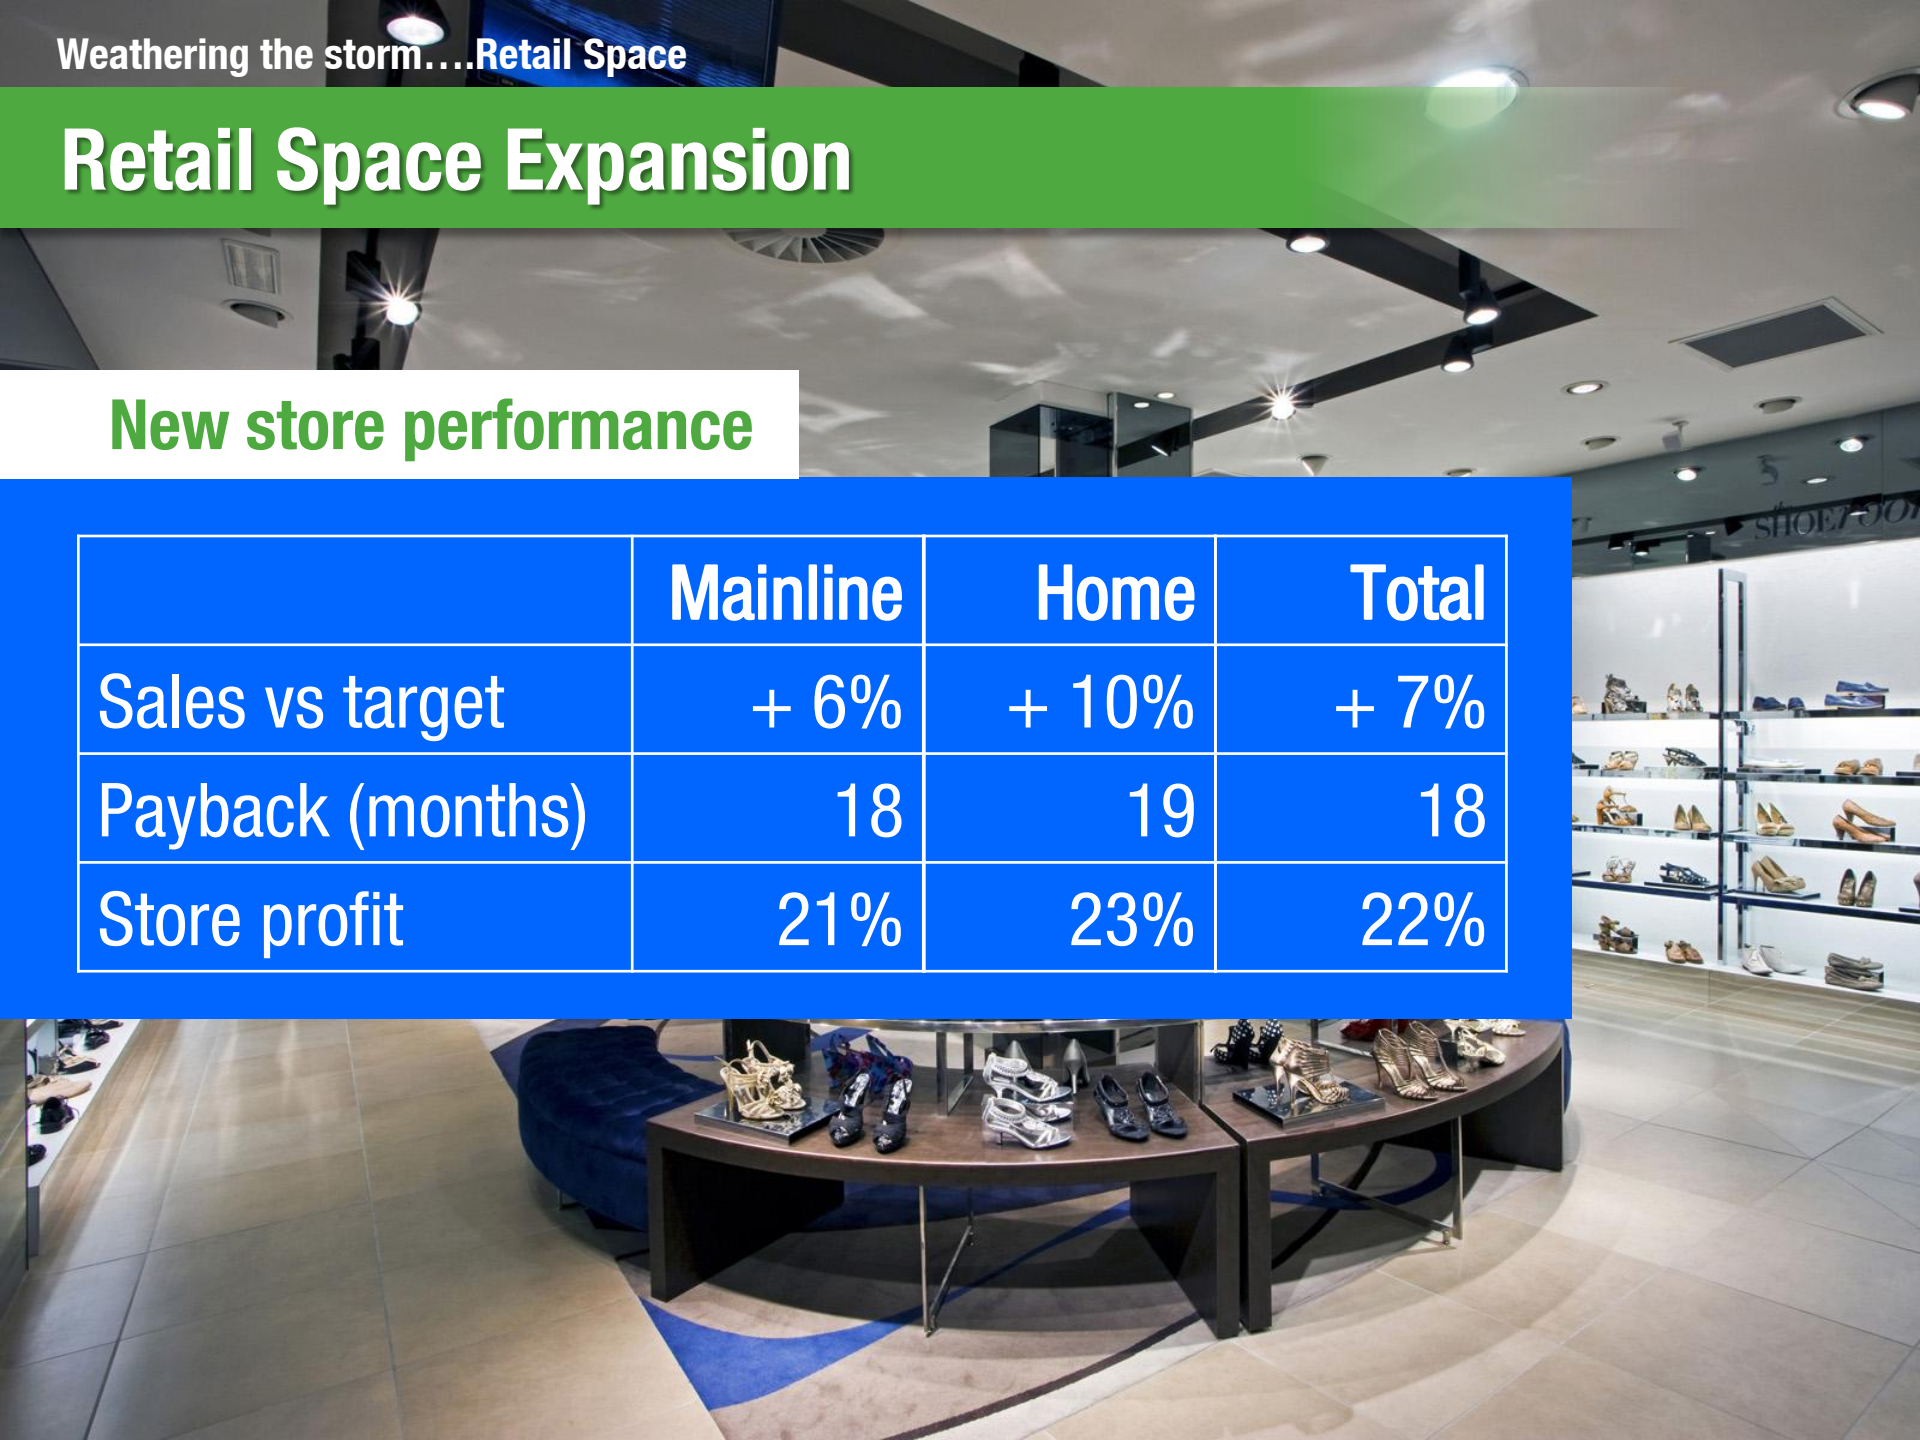 Weathering the storm….Retail Space
Retail Space Expansion
New store performance
Mainline Home Total
Sales vs target + 6% + 10% + 7%
Payback (months) 18 19 18
Store profit 21% 23% 22%